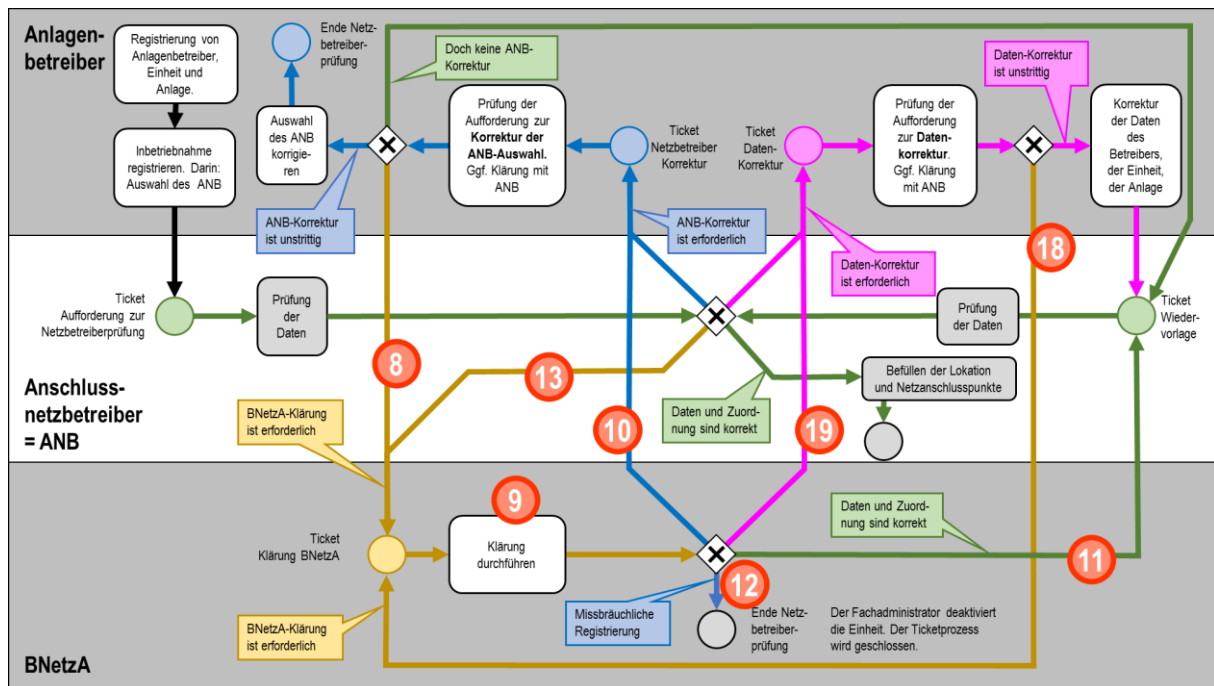 Anlagen-
betreiber
Registrierung von
Anlagenbetreiber,
Einheit und
Anlage.
Inbetriebnahme
registrieren. Darin:
Auswahl des ANB
Ende Netz-
betreiber-
prüfung
Auswahl
des ANB
korrigie-
ren
ANB-Korrektur
ist unstrittig
Doch keine ANB-
Korrektur
Prüfung der
Aufforderung zur
Korrektur der
ANB-Auswahl.
Ggf. Klärung mit
ANB
Ticket
Netzbetreiber
Korrektur
ANB-Korrektur
ist erforderlich
Ticket
Daten-
Korrektur
Daten-Korrektur
ist erforderlich
Prüfung der
Aufforderung
zur Daten-
korrektur.
Ggf. Klärung
mit ANB
Daten-Korrektur
ist unstrittig
Korrektur
der Daten
des
Betreibers,
der Einheit,
der Anlage
18
Anschluss-
netzbetreiber
= ANB
Ticket
Aufforderung zur
Netzbetreiberprüfung
Prüfung
der
Daten
8
13
10
19
Prüfung
der Daten
Ticket
Wieder-
vorlage
Befüllen der Lokation
und Netzanschlusspunkte
Daten und Zuord-
nung sind korrekt
BNetzA-Klärung
ist erforderlich
BNetzA
Ticket
Klärung BNetzA
9
Klärung
durchführen
BNetzA-Klärung
ist erforderlich
Daten und Zuord-
nung sind korrekt
11
12
Missbräuchliche
Registrierung
Ende Netz-
betreiber-
prüfung
Der Fachadministrator deaktiviert
die Einheit. Der Ticketprozess
wird geschlossen.